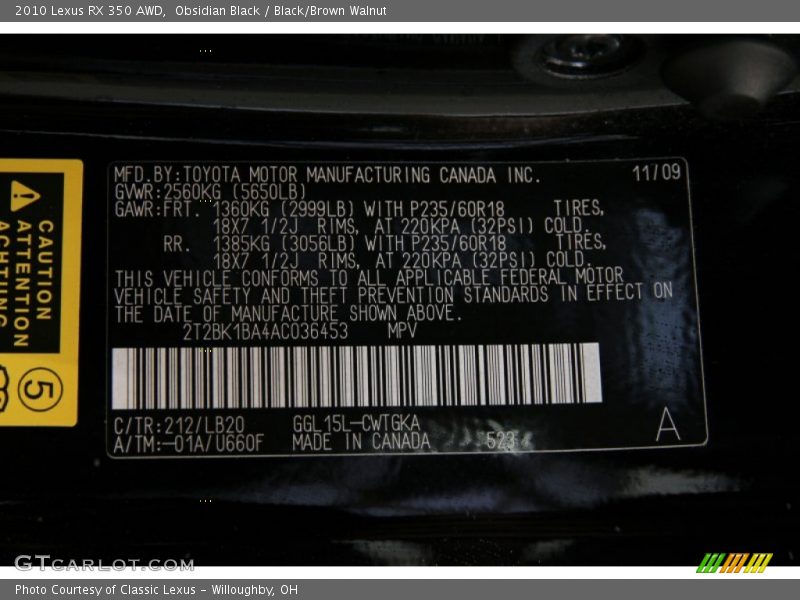 2010 Lexus RX 350 AWD,  Obsidian Black / Black/Brown Walnut
MFD.BY:TOYOTA MOTOR MANUFACTURING CANADA INC. 11/09
GVWR:2560KG (5650LB)
GAWR:FRT. 1360KG (2999LB) WITH P235/60R18 TIRES,
18X7 1/2J RIMS, AT 220KPA (32PSI) COLD.
RR. 1385KG (3056LB) WITH P235/60R18 TIRES,
18X7 1/2J RIMS, AT 220KPA (32PSI) COLD.
THIS VEHICLE CONFORMS TO ALL APPLICABLE FEDERAL MOTOR
VEHICLE SAFETY AND THEFT PREVENTION STANDARDS IN EFFECT ON
THE DATE OF MANUFACTURE SHOWN ABOVE.
2T2BK1BA4AC036453 MPV
C/TR:212/LB20 GGL15L-CWTGKA
A/TM:-01A/U660F MADE IN CANADA 523 A
CAUTION
ATTENTION
ACHTUNG
5
GTCARLOT.COM
Photo Courtesy of Classic Lexus - Willoughby, OH